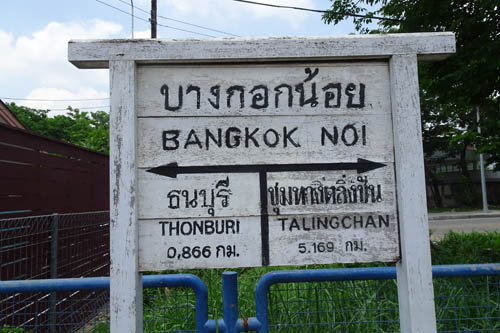 บางกอกน้อย
BANGKOK NOI
ธนบุรี
THONBURI
0,866 กม.
ชุมทางตลิ่งชัน
TALINGCHAN
5.169 กม.